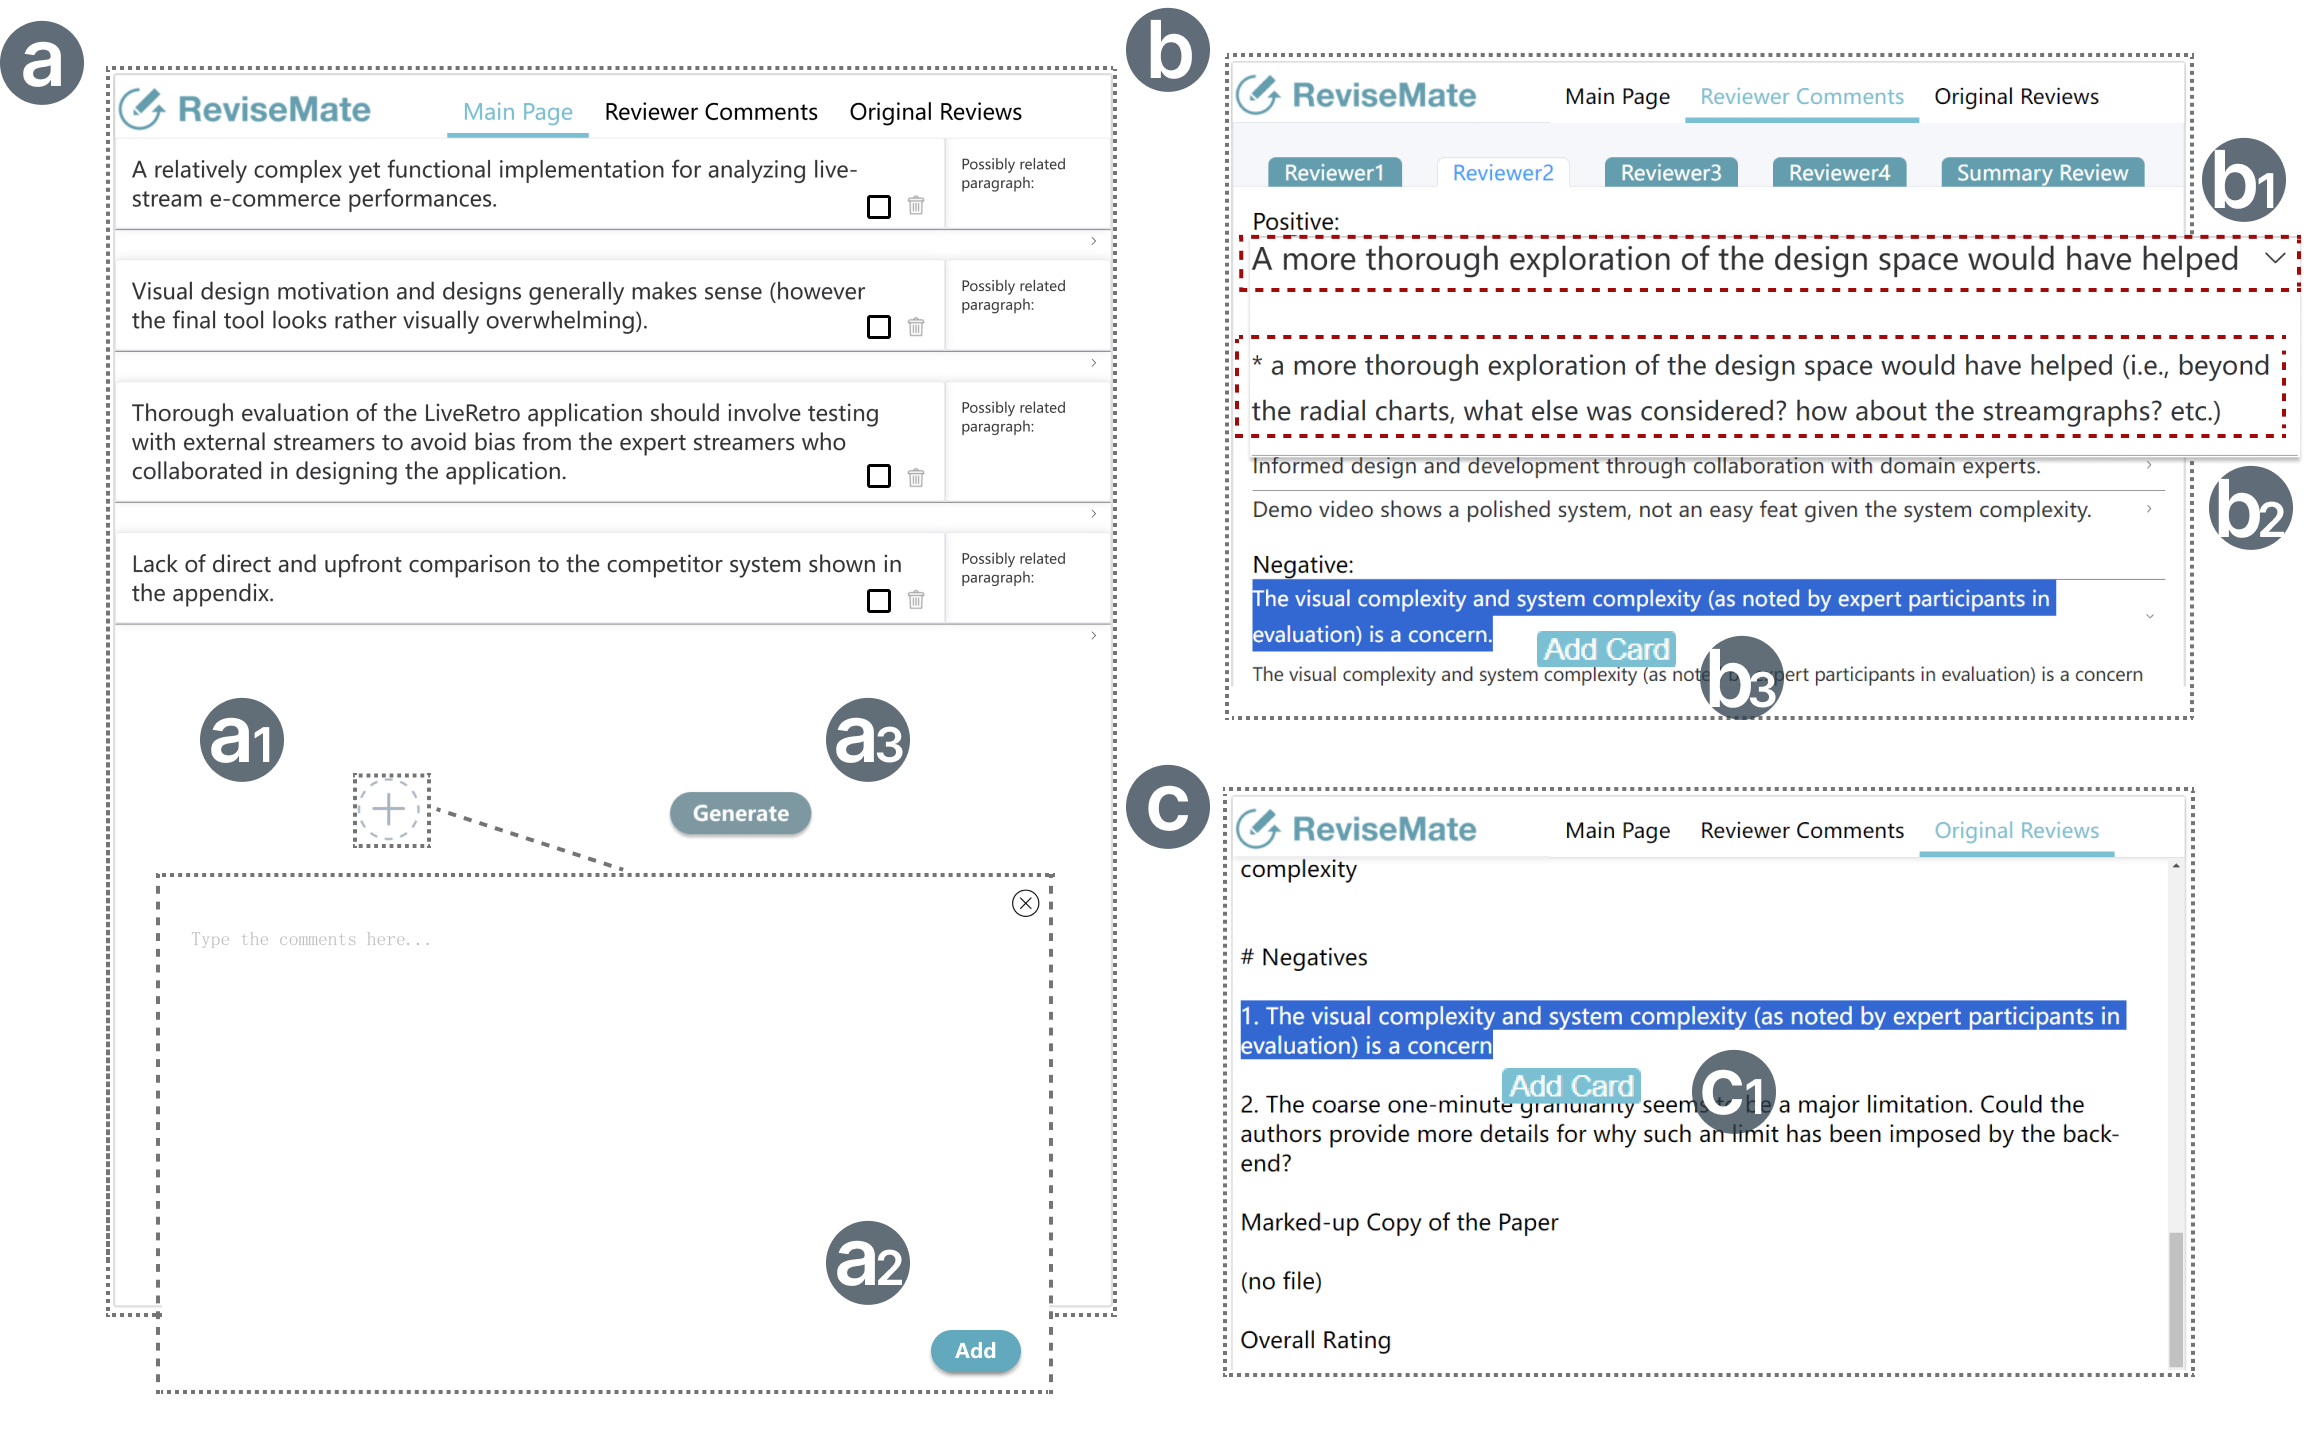 a
ReviseMate
Main Page Reviewer Comments Original Reviews
A relatively complex yet functional implementation for analyzing live-
stream e-commerce performances.
Possibly related
paragraph:
Visual design motivation and designs generally makes sense (however
the final tool looks rather visually overwhelming).
Possibly related
paragraph:
Thorough evaluation of the LiveRetro application should involve testing
with external streamers to avoid bias from the expert streamers who
collaborated in designing the application.
Possibly related
paragraph:
Lack of direct and upfront comparison to the competitor system shown in
the appendix.
Possibly related
paragraph:
a1
a3
Generate
Type the comments here...
a2
Add
b
ReviseMate
Main Page Reviewer Comments Original Reviews
Reviewer1 Reviewer2 Reviewer3 Reviewer4 Summary Review
b1
Positive:
A more thorough exploration of the design space would have helped
* a more thorough exploration of the design space would have helped (i.e., beyond
the radial charts, what else was considered? how about the streamgraphs? etc.)
Informed design and development through collaboration with domain experts.
b2
Demo video shows a polished system, not an easy feat given the system complexity.
Negative:
The visual complexity and system complexity (as noted by expert participants in
evaluation) is a concern.
Add Card
b3
The visual complexity and system complexity (as noted by expert participants in evaluation) is a concern
c
ReviseMate
Main Page Reviewer Comments Original Reviews
complexity
# Negatives
1. The visual complexity and system complexity (as noted by expert participants in
evaluation) is a concern
Add Card
c1
2. The coarse one-minute granularity seems to be a major limitation. Could the
authors provide more details for why such an limit has been imposed by the back-
end?
Marked-up Copy of the Paper
(no file)
Overall Rating